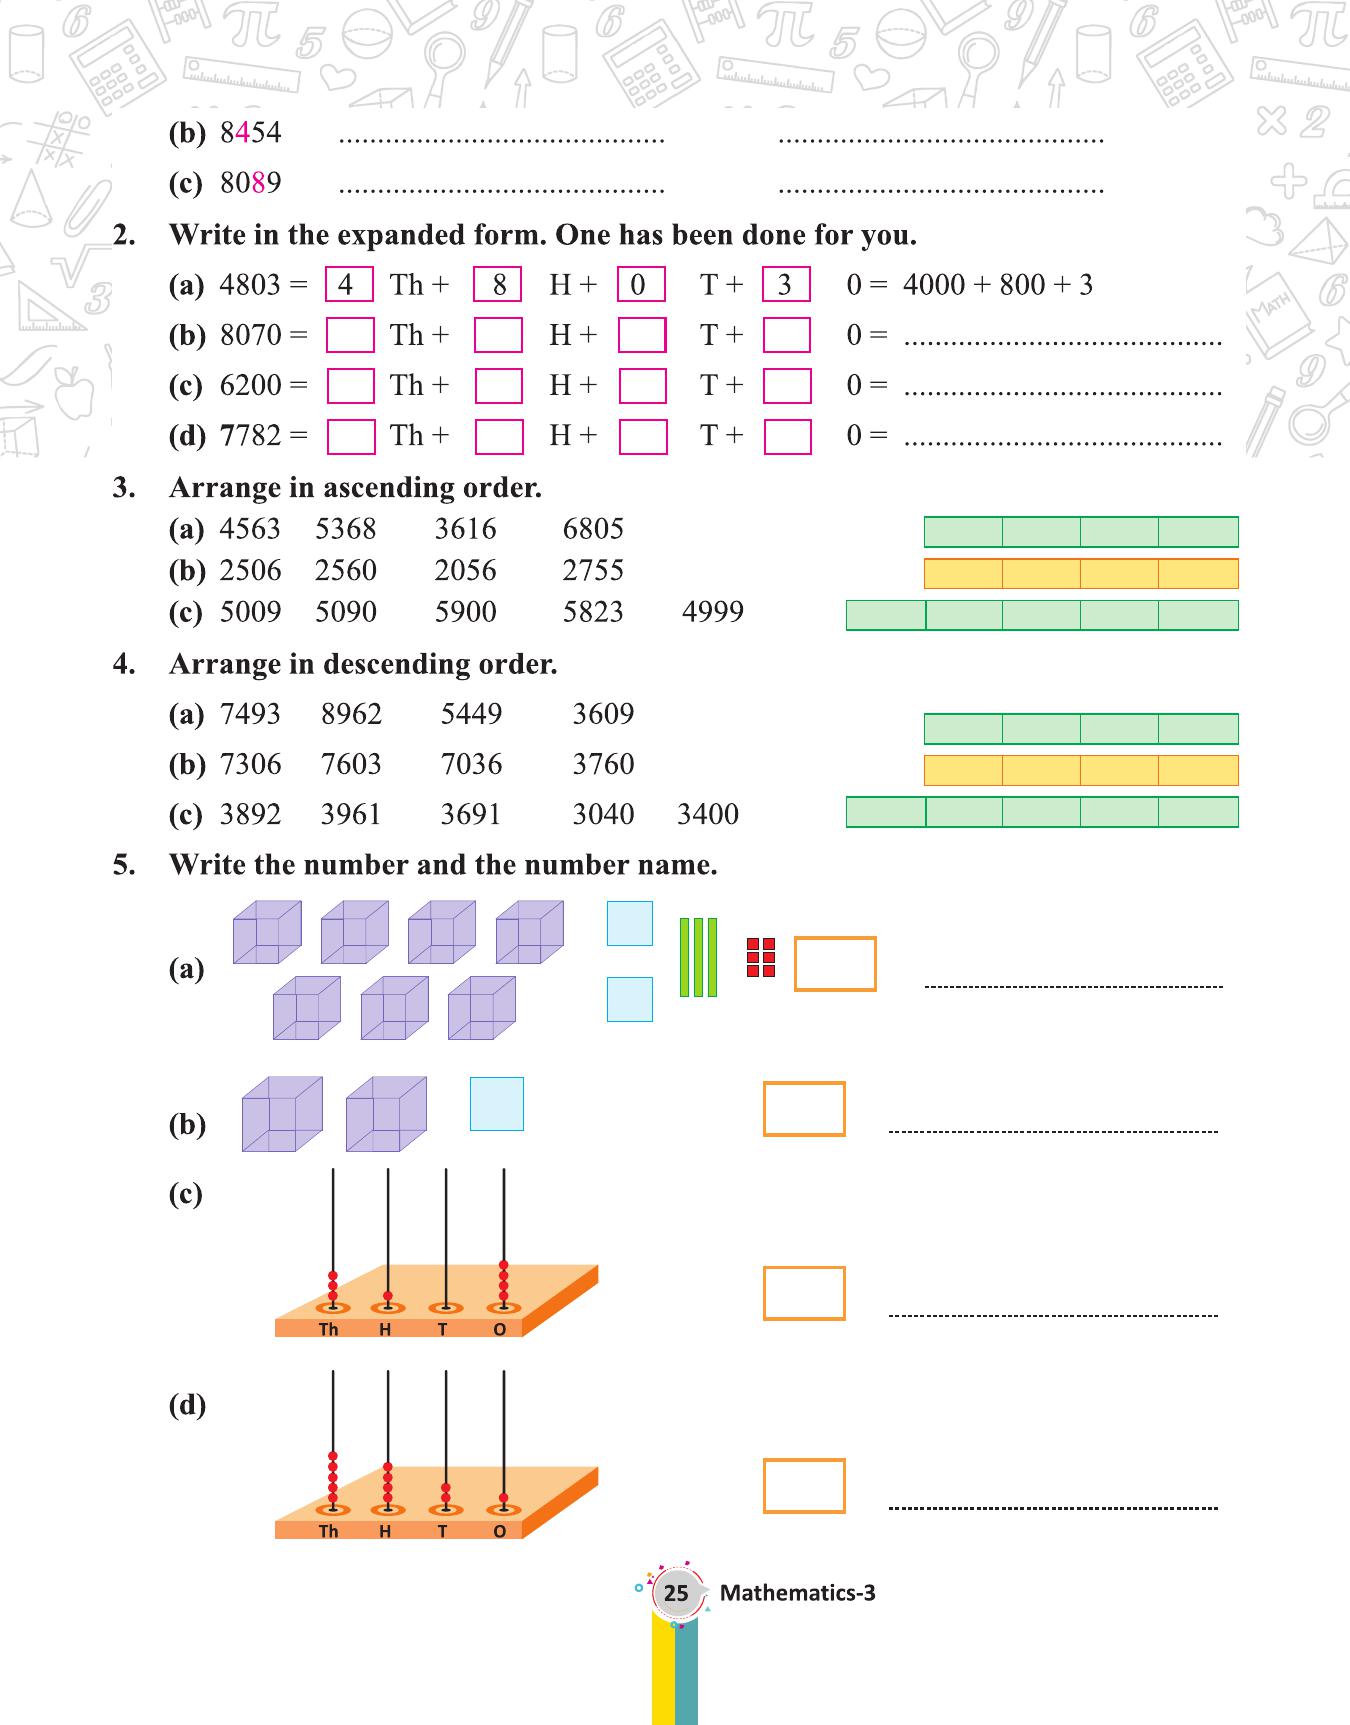 (b) 8454 .......................................... ..........................................
(c) 8089 .......................................... ..........................................
2. Write in the expanded form. One has been done for you.
(a) 4803 = 4 Th + 8 H + 0 T + 3 0 = 4000 + 800 + 3
(b) 8070 = Th + H + T + 0 = .........................................
(c) 6200 = Th + H + T + 0 = .........................................
(d) 7782 = Th + H + T + 0 = .........................................
3. Arrange in ascending order.
(a) 4563 5368 3616 6805
(b) 2506 2560 2056 2755
(c) 5009 5090 5900 5823 4999
4. Arrange in descending order.
(a) 7493 8962 5449 3609
(b) 7306 7603 7036 3760
(c) 3892 3961 3691 3040 3400
5. Write the number and the number name.
(a)
(b)
(c)
Th H T O
(d)
Th H T O
25 Mathematics-3